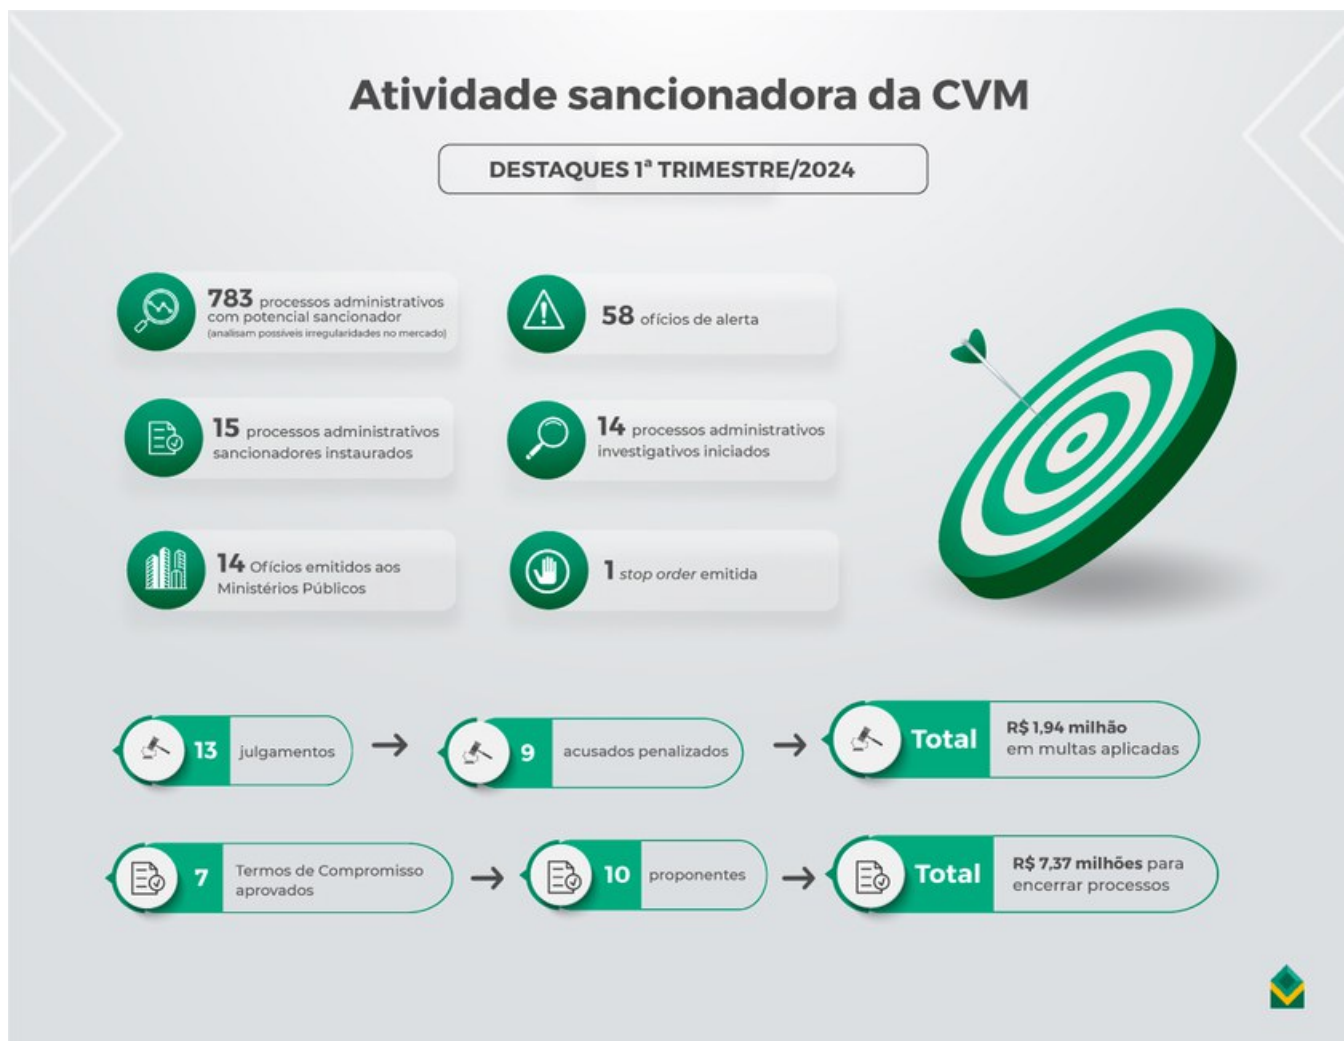 Atividade sancionadora da CVM
DESTAQUES 1ª TRIMESTRE/2024
783 processos administrativos
com potencial sancionador
(analisam possíveis irregularidades no mercado)
58 ofícios de alerta
15 processos administrativos
sancionadores instaurados
14 processos administrativos
investigativos iniciados
14 Ofícios emitidos aos
Ministérios Públicos
1 stop order emitida
13 julgamentos
9 acusados penalizados
Total R$ 1,94 milhão
em multas aplicadas
7 Termos de Compromisso
aprovados
10 proponentes
Total R$ 7,37 milhões para
encerrar processos